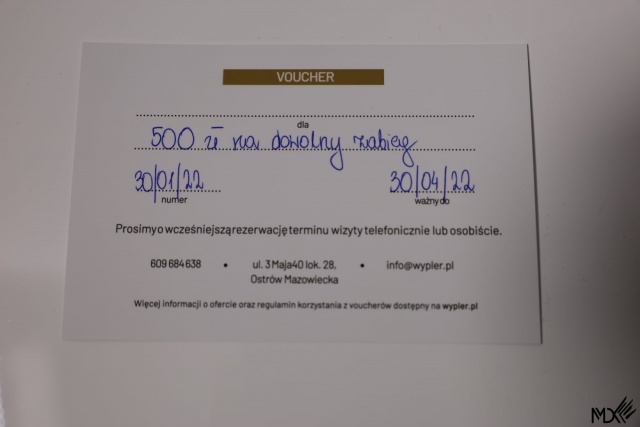 VOUCHER
dla
500 zł na dowolny zabieg
30/01/22 30/04/22
numer ważny do
Prosimy o wcześniejszą rezerwację terminu wizyty telefonicznie lub osobiście.
609 684 638 • ul. 3 Maja 40 lok. 28, • info@wypler.pl
Ostrów Mazowiecka
Więcej informacji o ofercie oraz regulamin korzystania z voucherów dostępny na wypler.pl